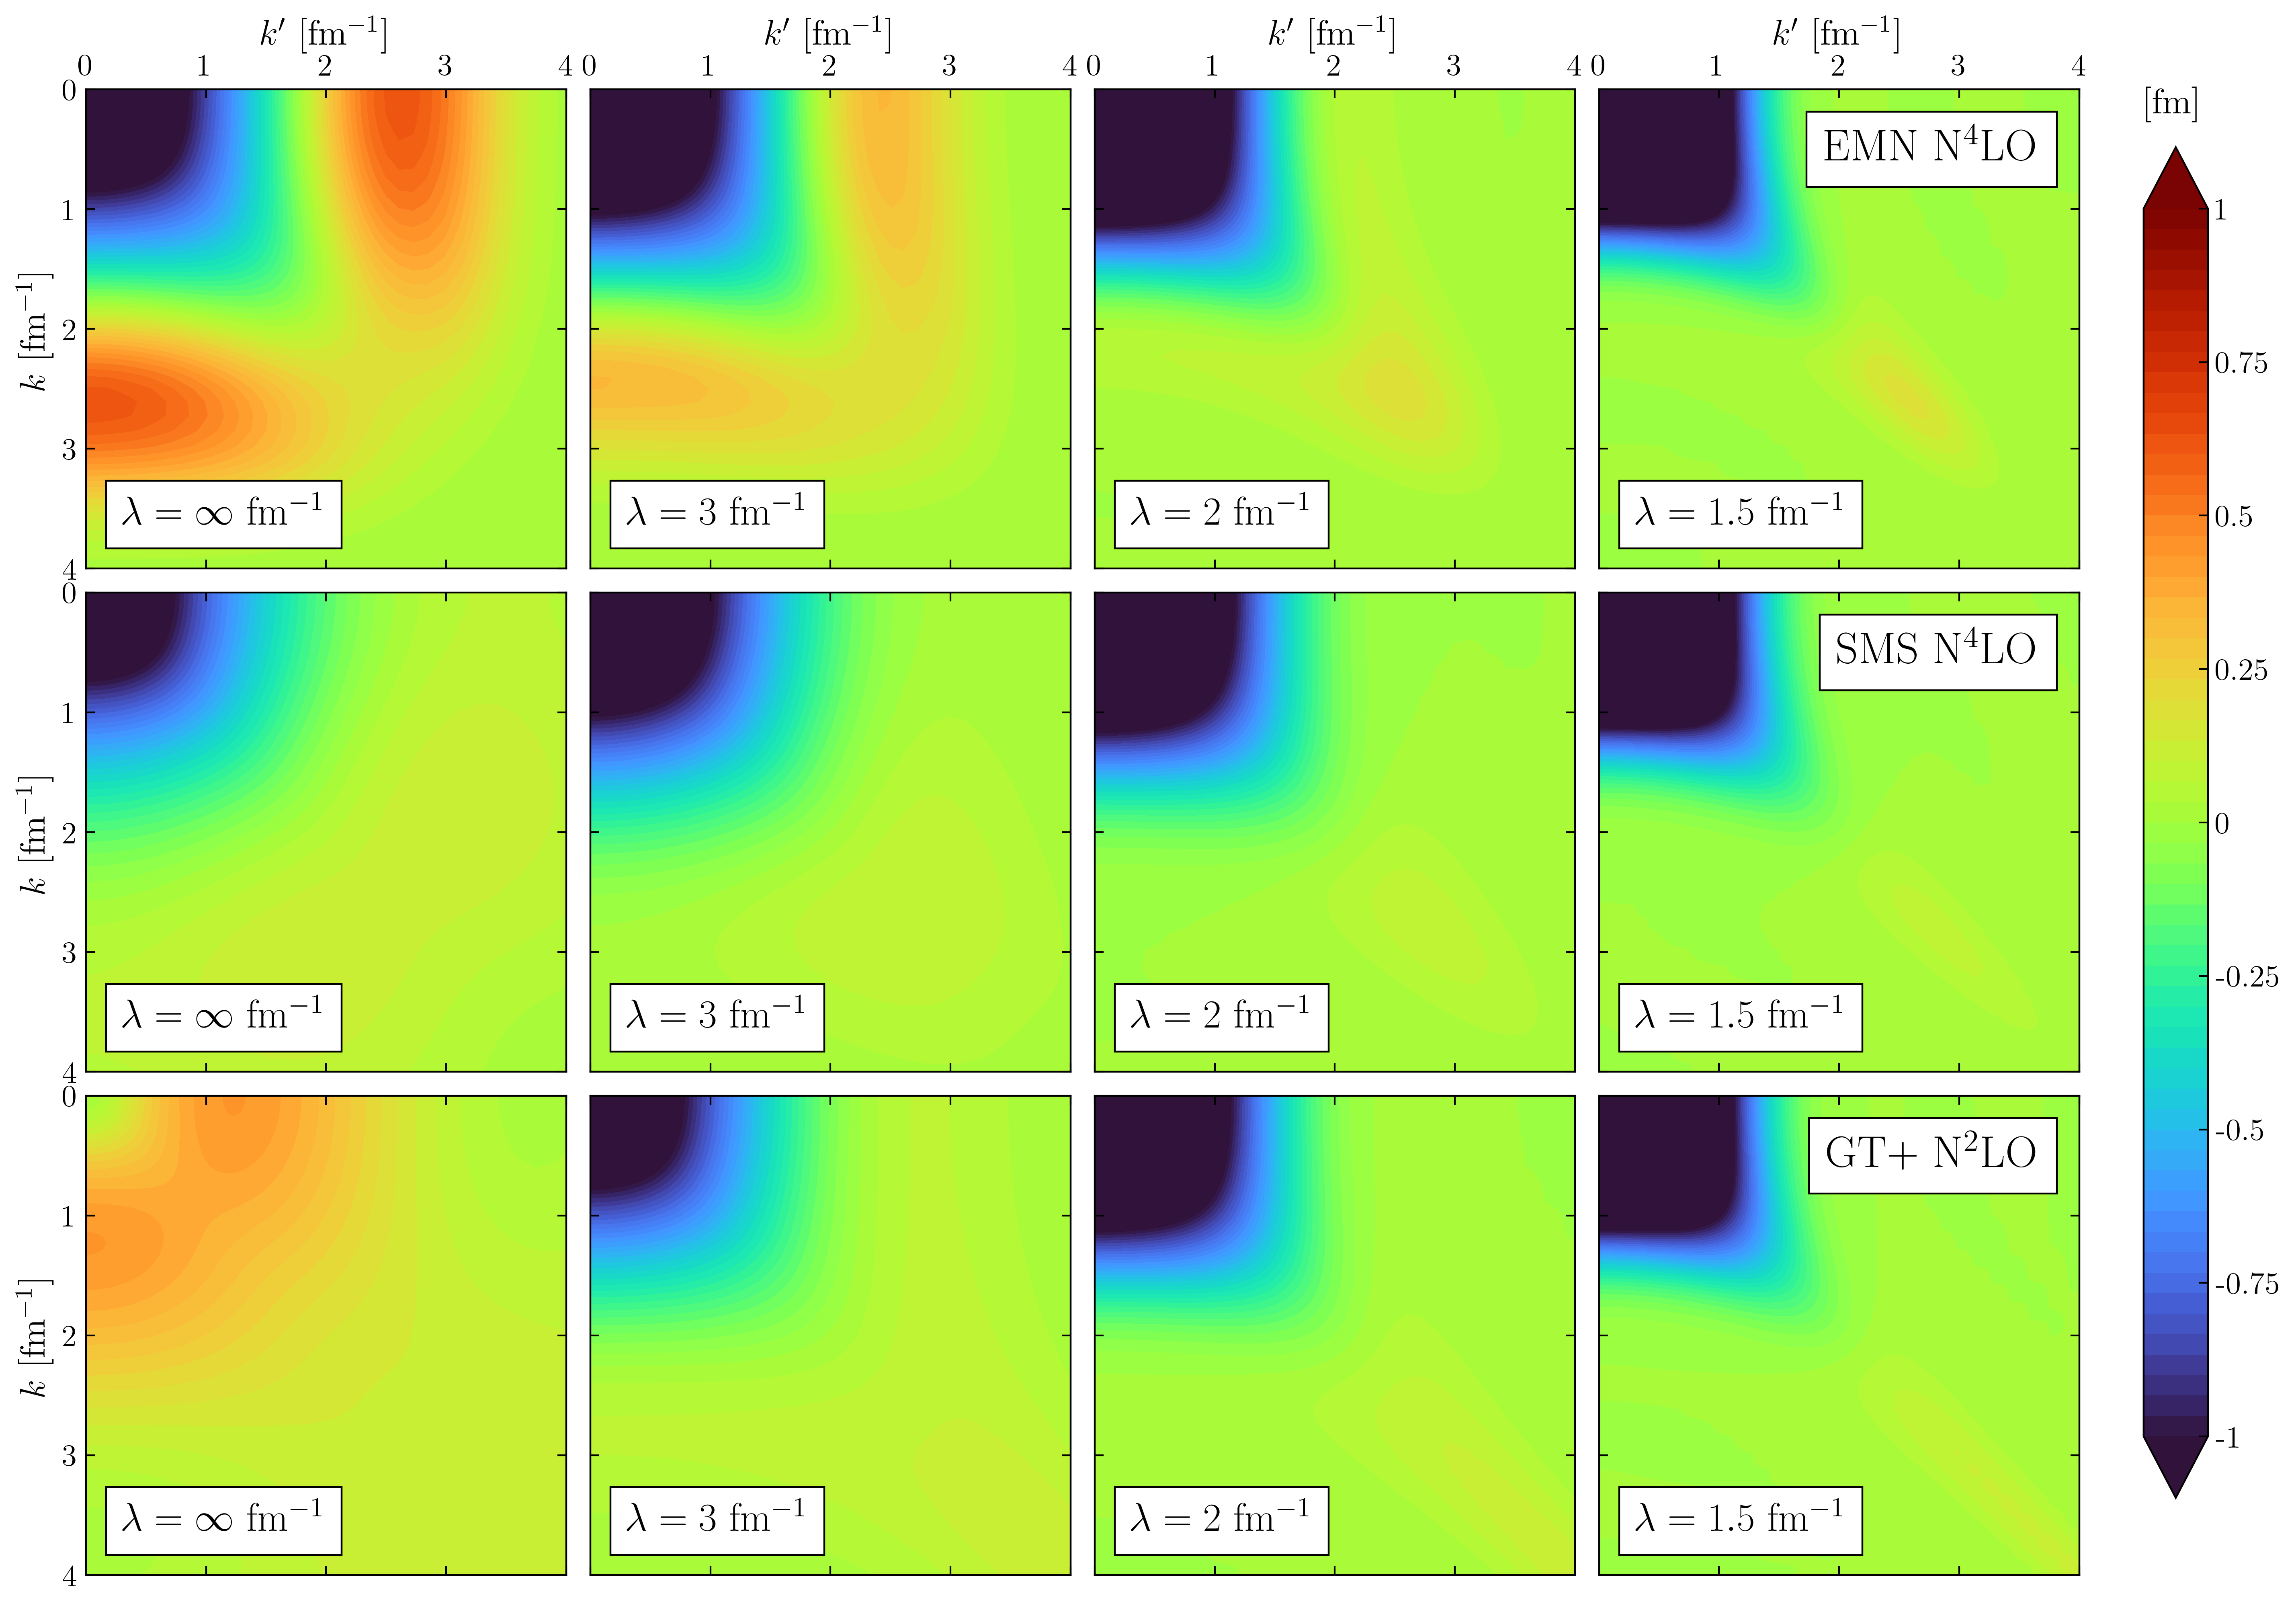 k′ [fm⁻¹] k′ [fm⁻¹] k′ [fm⁻¹] k′ [fm⁻¹]
0 1 2 3 4 0 1 2 3 4 0 1 2 3 4 0 1 2 3 4
[fm]
0
1
2
3
4
k [fm⁻¹]
EMN N⁴LO
λ = ∞ fm⁻¹ λ = 3 fm⁻¹ λ = 2 fm⁻¹ λ = 1.5 fm⁻¹
0
1
2
3
4
k [fm⁻¹]
SMS N⁴LO
λ = ∞ fm⁻¹ λ = 3 fm⁻¹ λ = 2 fm⁻¹ λ = 1.5 fm⁻¹
0
1
2
3
4
k [fm⁻¹]
GT+ N²LO
λ = ∞ fm⁻¹ λ = 3 fm⁻¹ λ = 2 fm⁻¹ λ = 1.5 fm⁻¹
1
0.75
0.5
0.25
0
-0.25
-0.5
-0.75
-1